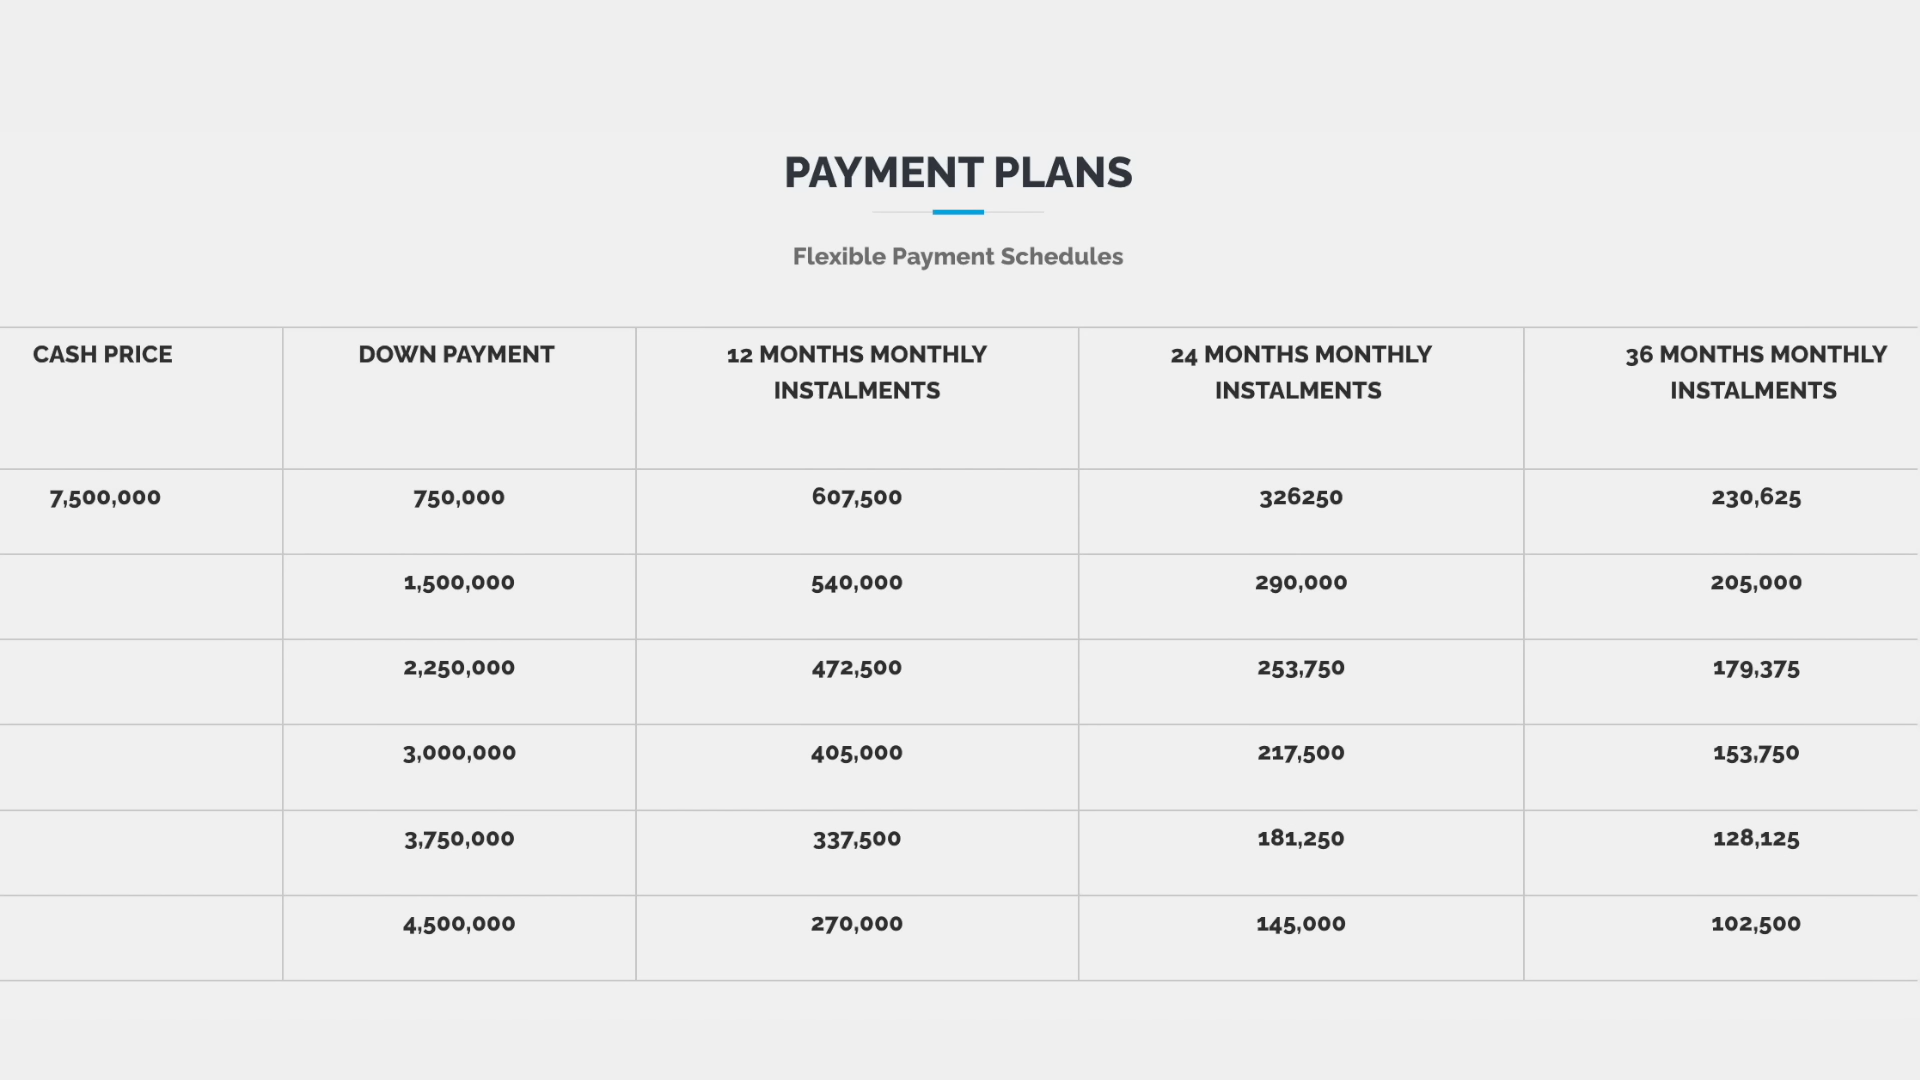 PAYMENT PLANS
Flexible Payment Schedules
CASH PRICE DOWN PAYMENT 12 MONTHS MONTHLY INSTALMENTS 24 MONTHS MONTHLY INSTALMENTS 36 MONTHS MONTHLY INSTALMENTS
7,500,000 750,000 607,500 326250 230,625
1,500,000 540,000 290,000 205,000
2,250,000 472,500 253,750 179,375
3,000,000 405,000 217,500 153,750
3,750,000 337,500 181,250 128,125
4,500,000 270,000 145,000 102,500